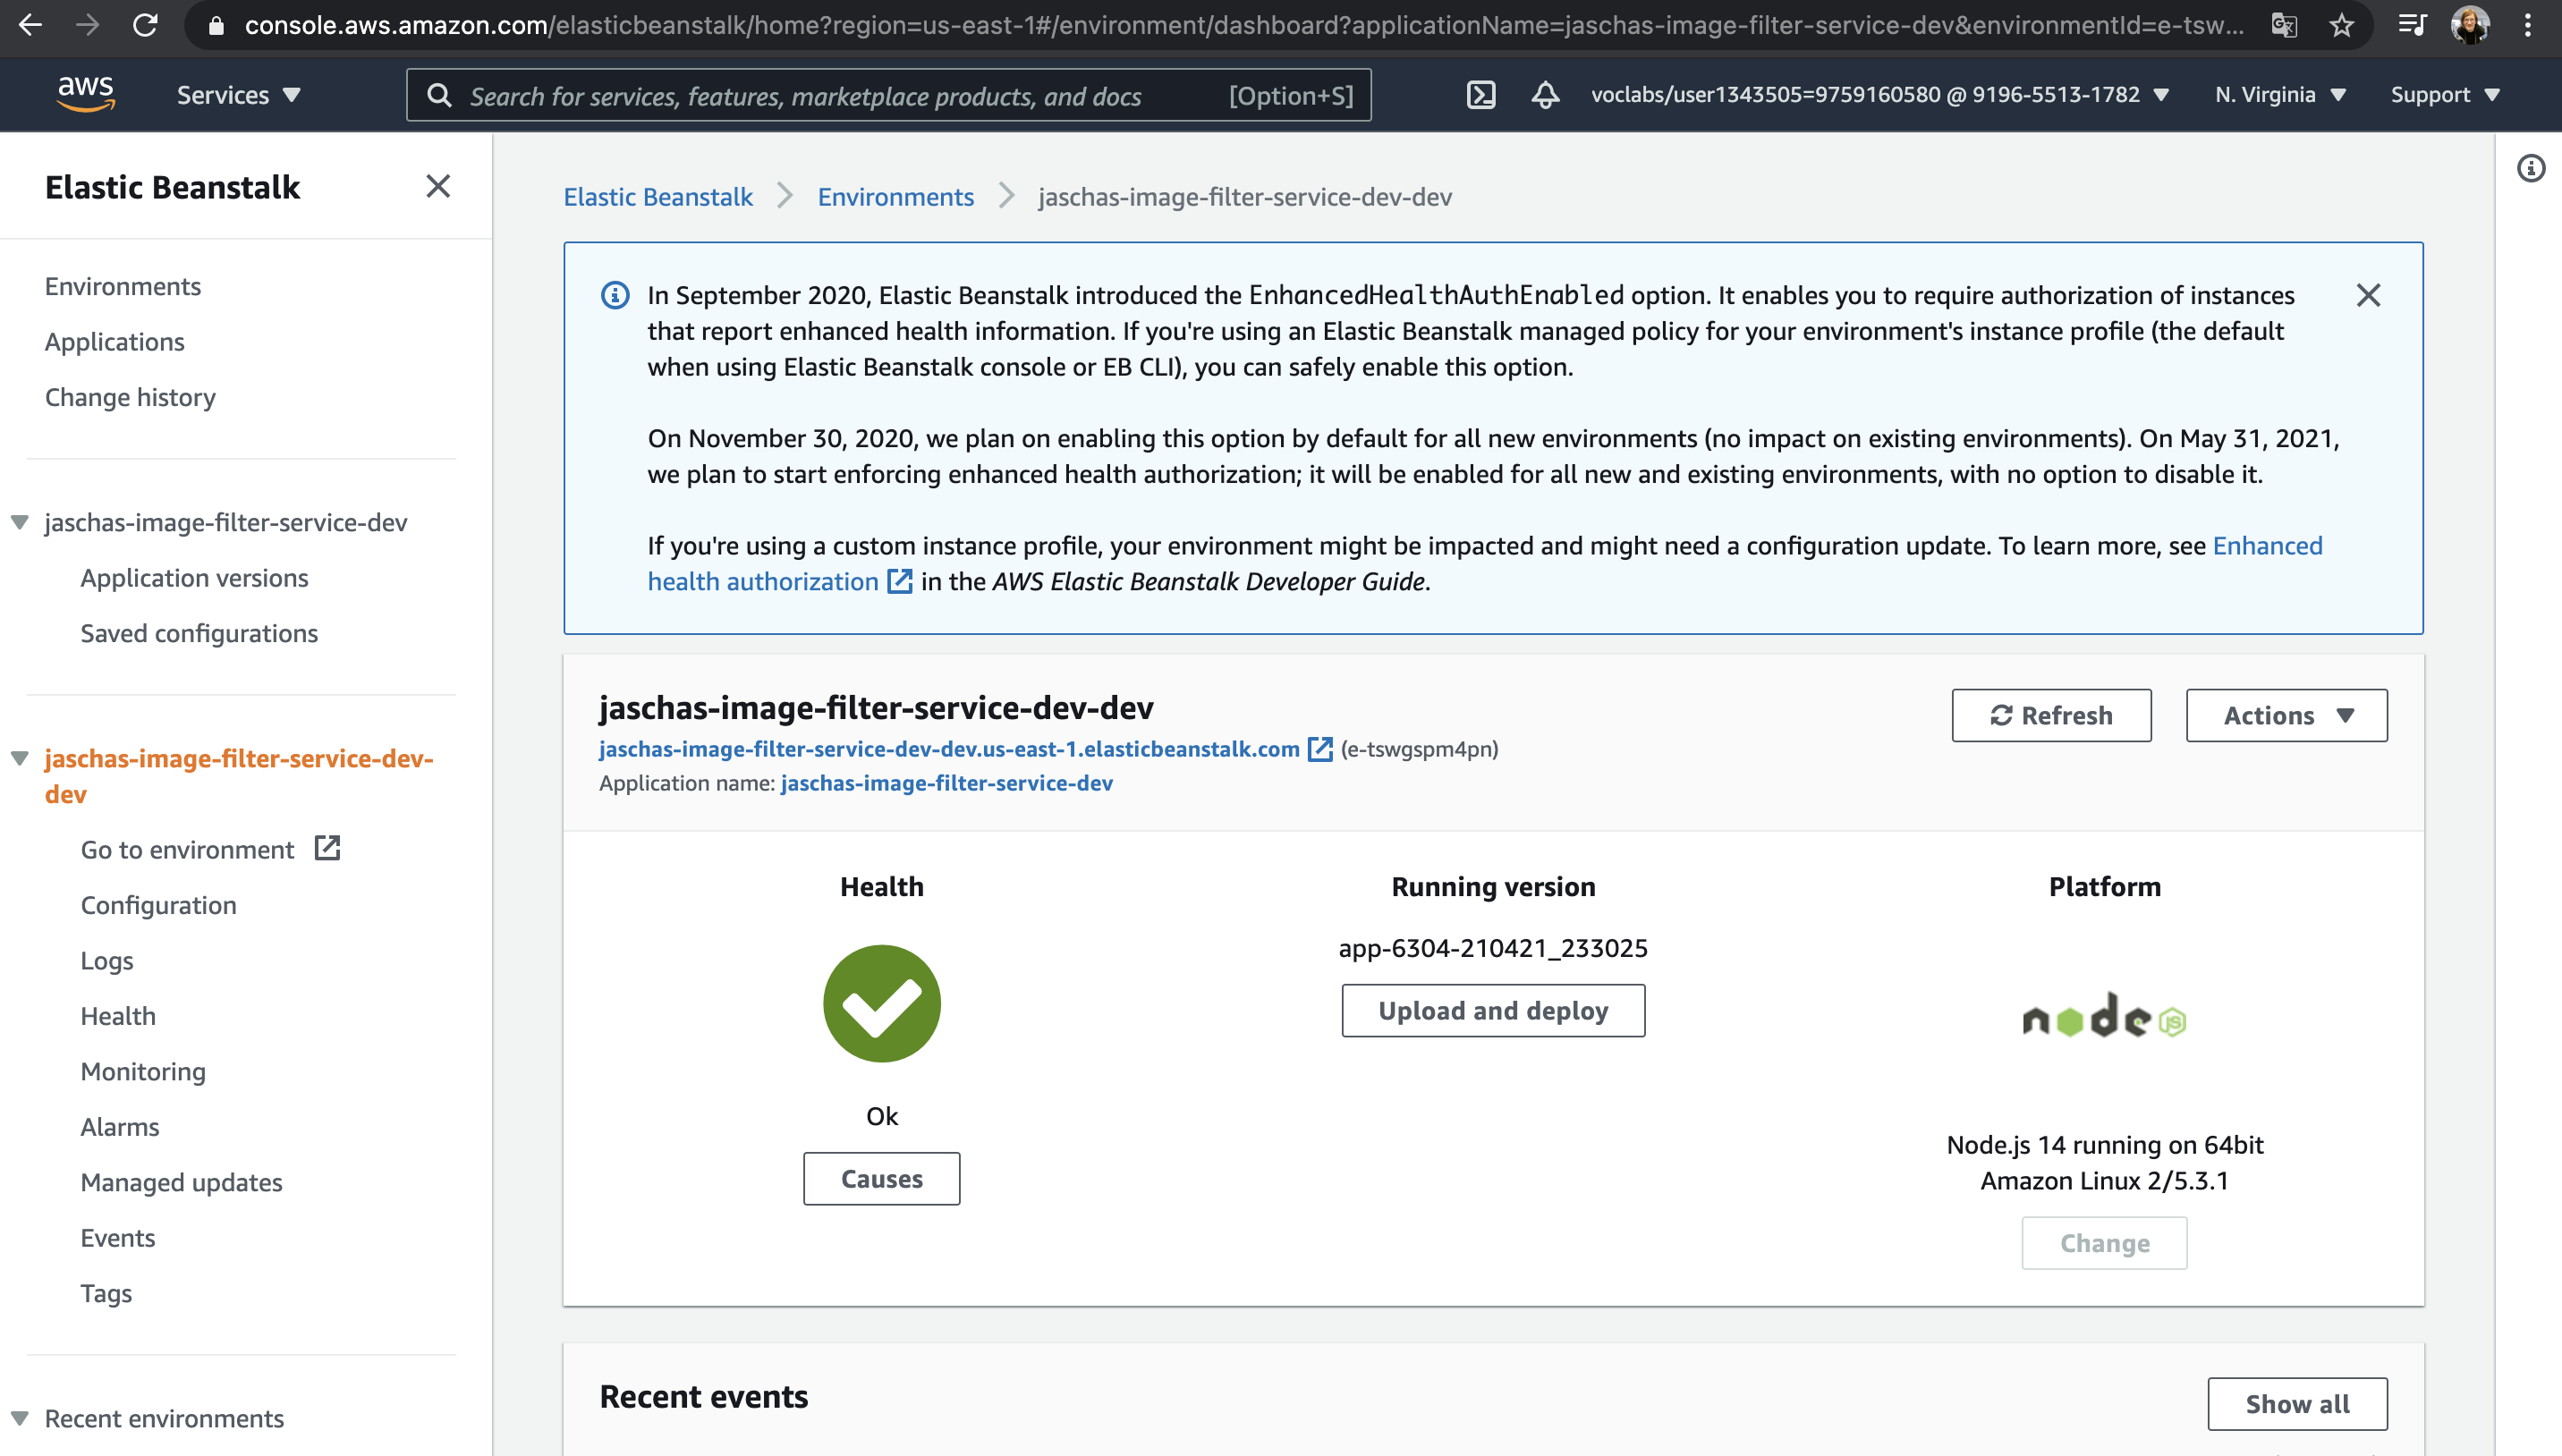 console.aws.amazon.com/elasticbeanstalk/home?region=us-east-1#/environment/dashboard?applicationName=jaschas-image-filter-service-dev&environmentId=e-tsw...
aws
Services
Search for services, features, marketplace products, and docs
[Option+S]
voclabs/user1343505=9759160580 @ 9196-5513-1782
N. Virginia
Support
Elastic Beanstalk
Environments
Applications
Change history
jaschas-image-filter-service-dev
Application versions
Saved configurations
jaschas-image-filter-service-dev-
dev
Go to environment
Configuration
Logs
Health
Monitoring
Alarms
Managed updates
Events
Tags
Recent environments
Elastic Beanstalk
Environments
jaschas-image-filter-service-dev-dev
In September 2020, Elastic Beanstalk introduced the EnhancedHealthAuthEnabled option. It enables you to require authorization of instances
that report enhanced health information. If you're using an Elastic Beanstalk managed policy for your environment's instance profile (the default
when using Elastic Beanstalk console or EB CLI), you can safely enable this option.
On November 30, 2020, we plan on enabling this option by default for all new environments (no impact on existing environments). On May 31, 2021,
we plan to start enforcing enhanced health authorization; it will be enabled for all new and existing environments, with no option to disable it.
If you're using a custom instance profile, your environment might be impacted and might need a configuration update. To learn more, see Enhanced
health authorization in the AWS Elastic Beanstalk Developer Guide.
jaschas-image-filter-service-dev-dev
jaschas-image-filter-service-dev-dev.us-east-1.elasticbeanstalk.com (e-tswgspm4pn)
Application name: jaschas-image-filter-service-dev
Refresh
Actions
Health
Ok
Causes
Running version
app-6304-210421_233025
Upload and deploy
Platform
node JS
Node.js 14 running on 64bit
Amazon Linux 2/5.3.1
Change
Recent events
Show all